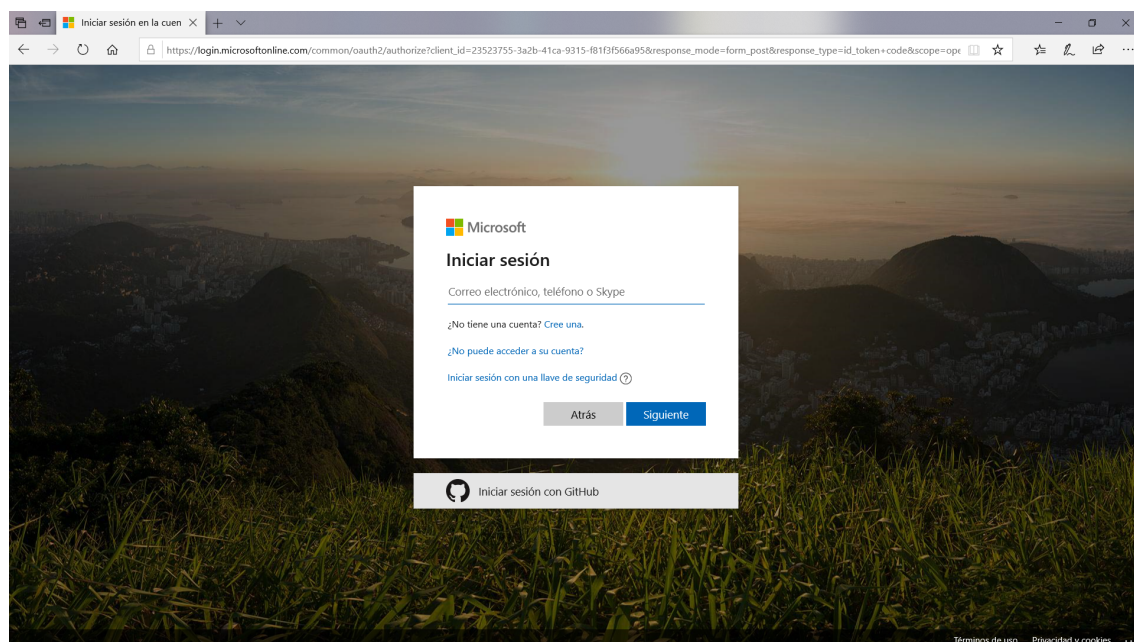 Iniciar sesión en la cuen
https://login.microsoftonline.com/common/oauth2/authorize?client_id=23523755-3a2b-41ca-9315-f81f3f566a95&response_mode=form_post&response_type=id_token+code&scope=ope
Microsoft
Iniciar sesión
Correo electrónico, teléfono o Skype
¿No tiene una cuenta? Cree una.
¿No puede acceder a su cuenta?
Iniciar sesión con una llave de seguridad
Atrás Siguiente
Iniciar sesión con GitHub
Términos de uso Privacidad y cookies